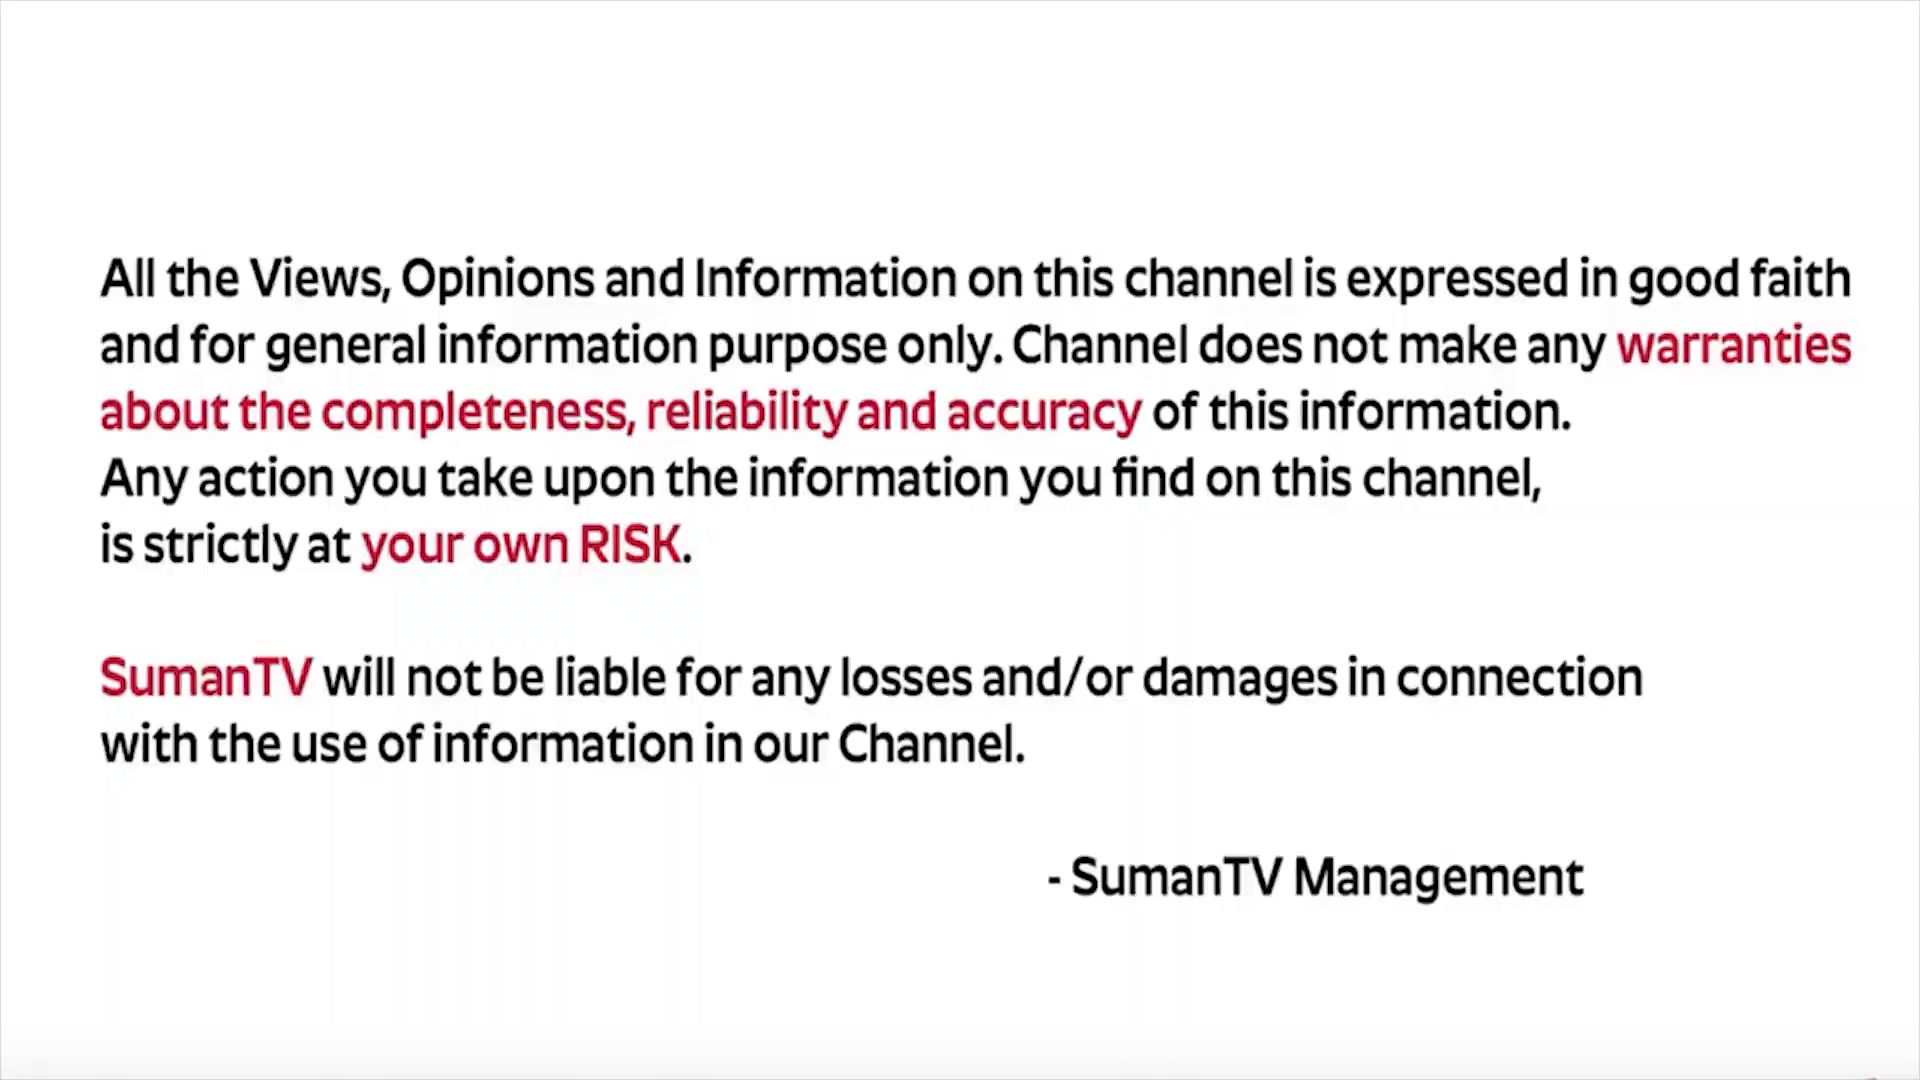 All the Views, Opinions and Information on this channel is expressed in good faith
and for general information purpose only. Channel does not make any warranties
about the completeness, reliability and accuracy of this information.
Any action you take upon the information you find on this channel,
is strictly at your own RISK.
SumanTV will not be liable for any losses and/or damages in connection
with the use of information in our Channel.
- SumanTV Management